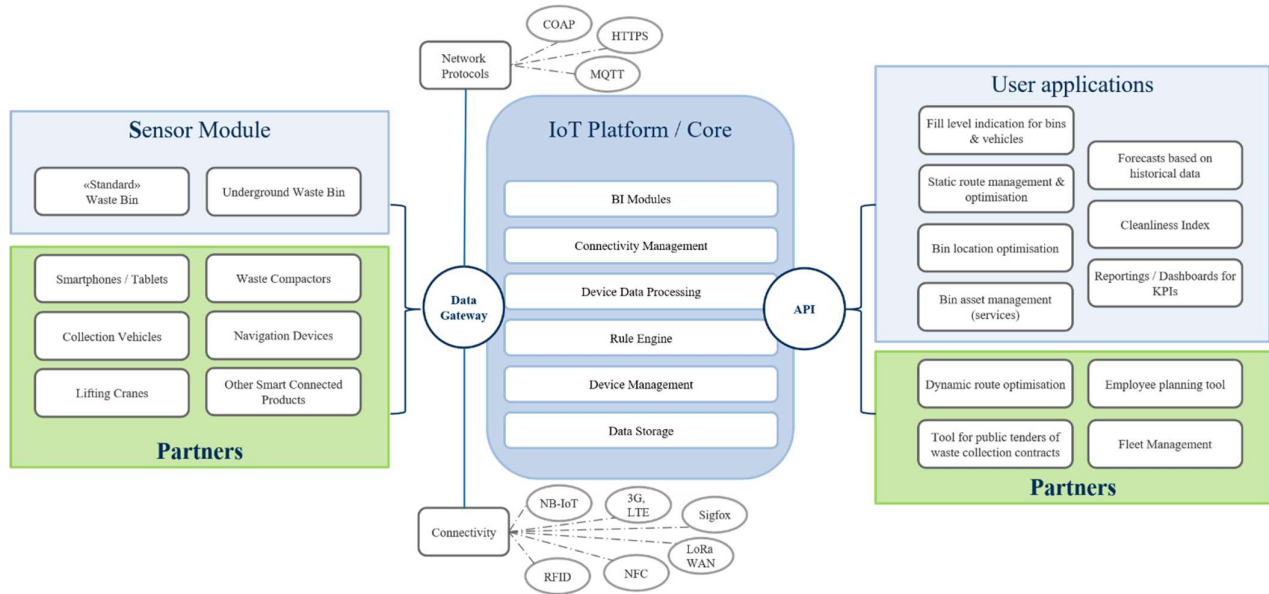 COAP
HTTPS
MQTT
Network
Protocols
Sensor Module
«Standard»
Waste Bin
Underground Waste Bin
Smartphones / Tablets
Waste Compactors
Collection Vehicles
Navigation Devices
Lifting Cranes
Other Smart Connected
Products
Partners
Data
Gateway
IoT Platform / Core
BI Modules
Connectivity Management
Device Data Processing
Rule Engine
Device Management
Data Storage
API
Connectivity
NB-IoT
3G,
LTE
Sigfox
LoRa
WAN
NFC
RFID
User applications
Fill level indication for bins
& vehicles
Static route management &
optimisation
Bin location optimisation
Bin asset management
(services)
Forecasts based on
historical data
Cleanliness Index
Reportings / Dashboards for
KPIs
Dynamic route optimisation
Employee planning tool
Tool for public tenders of
waste collection contracts
Fleet Management
Partners